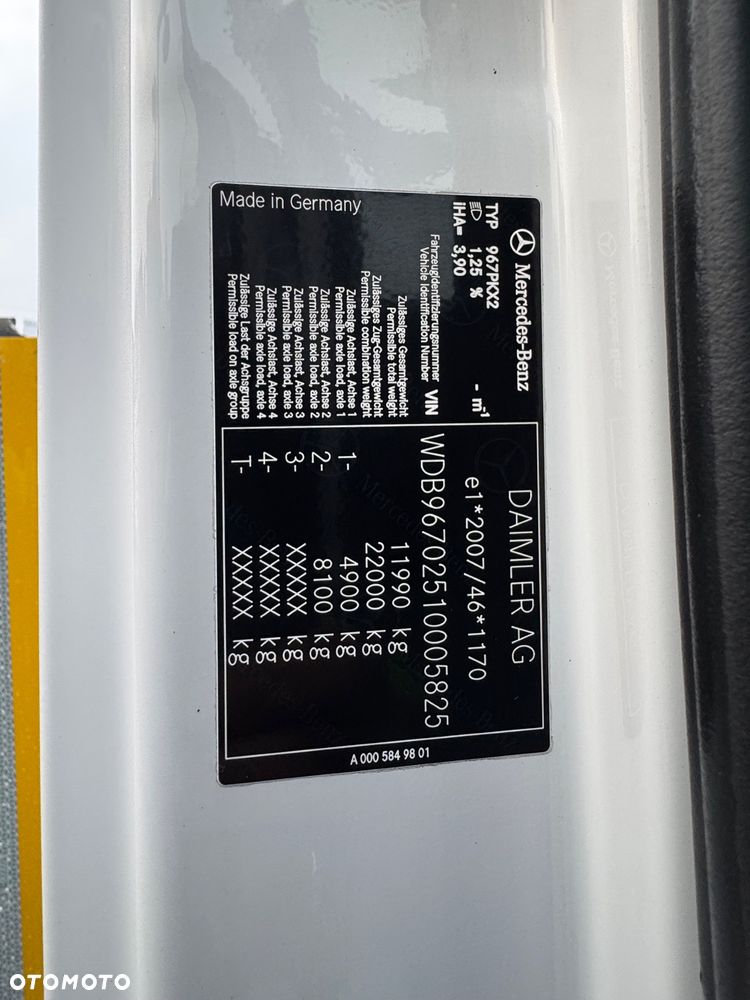 Mercedes-Benz
TYP 967PKX2
1,25 % - m-1
IHA= 3,90
Fahrzeugidentifizierungsnummer
Vehicle Identification Number VIN
Zulässiges Gesamtgewicht
Permissible total weight
Zulässiges Zug-Gesamtgewicht
Permissible combination weight
Zulässige Achslast, Achse 1
Permissible axle load, axle 1
Zulässige Achslast, Achse 2
Permissible axle load, axle 2
Zulässige Achslast, Achse 3
Permissible axle load, axle 3
Zulässige Achslast, Achse 4
Permissible axle load, axle 4
Zulässige Last der Achsgruppe
Permissible load on axle group
Made in Germany
DAIMLER AG
e1*2007/46*1170
WDB96702510005825
11990 kg
22000 kg
1- 4900 kg
2- 8100 kg
3- XXXXX kg
4- XXXXX kg
T- XXXXX kg
A 000 584 98 01
OTOMOTO